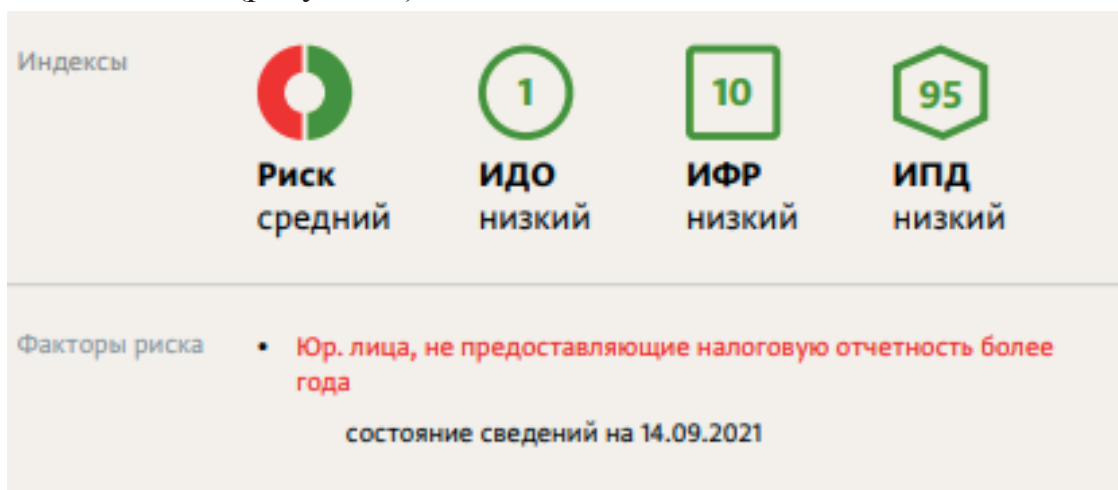 Индексы
1
10
95
Риск
ИДО
ИФР
ИПД
средний
низкий
низкий
низкий
Факторы риска
• Юр. лица, не предоставляющие налоговую отчетность более
года
состояние сведений на 14.09.2021